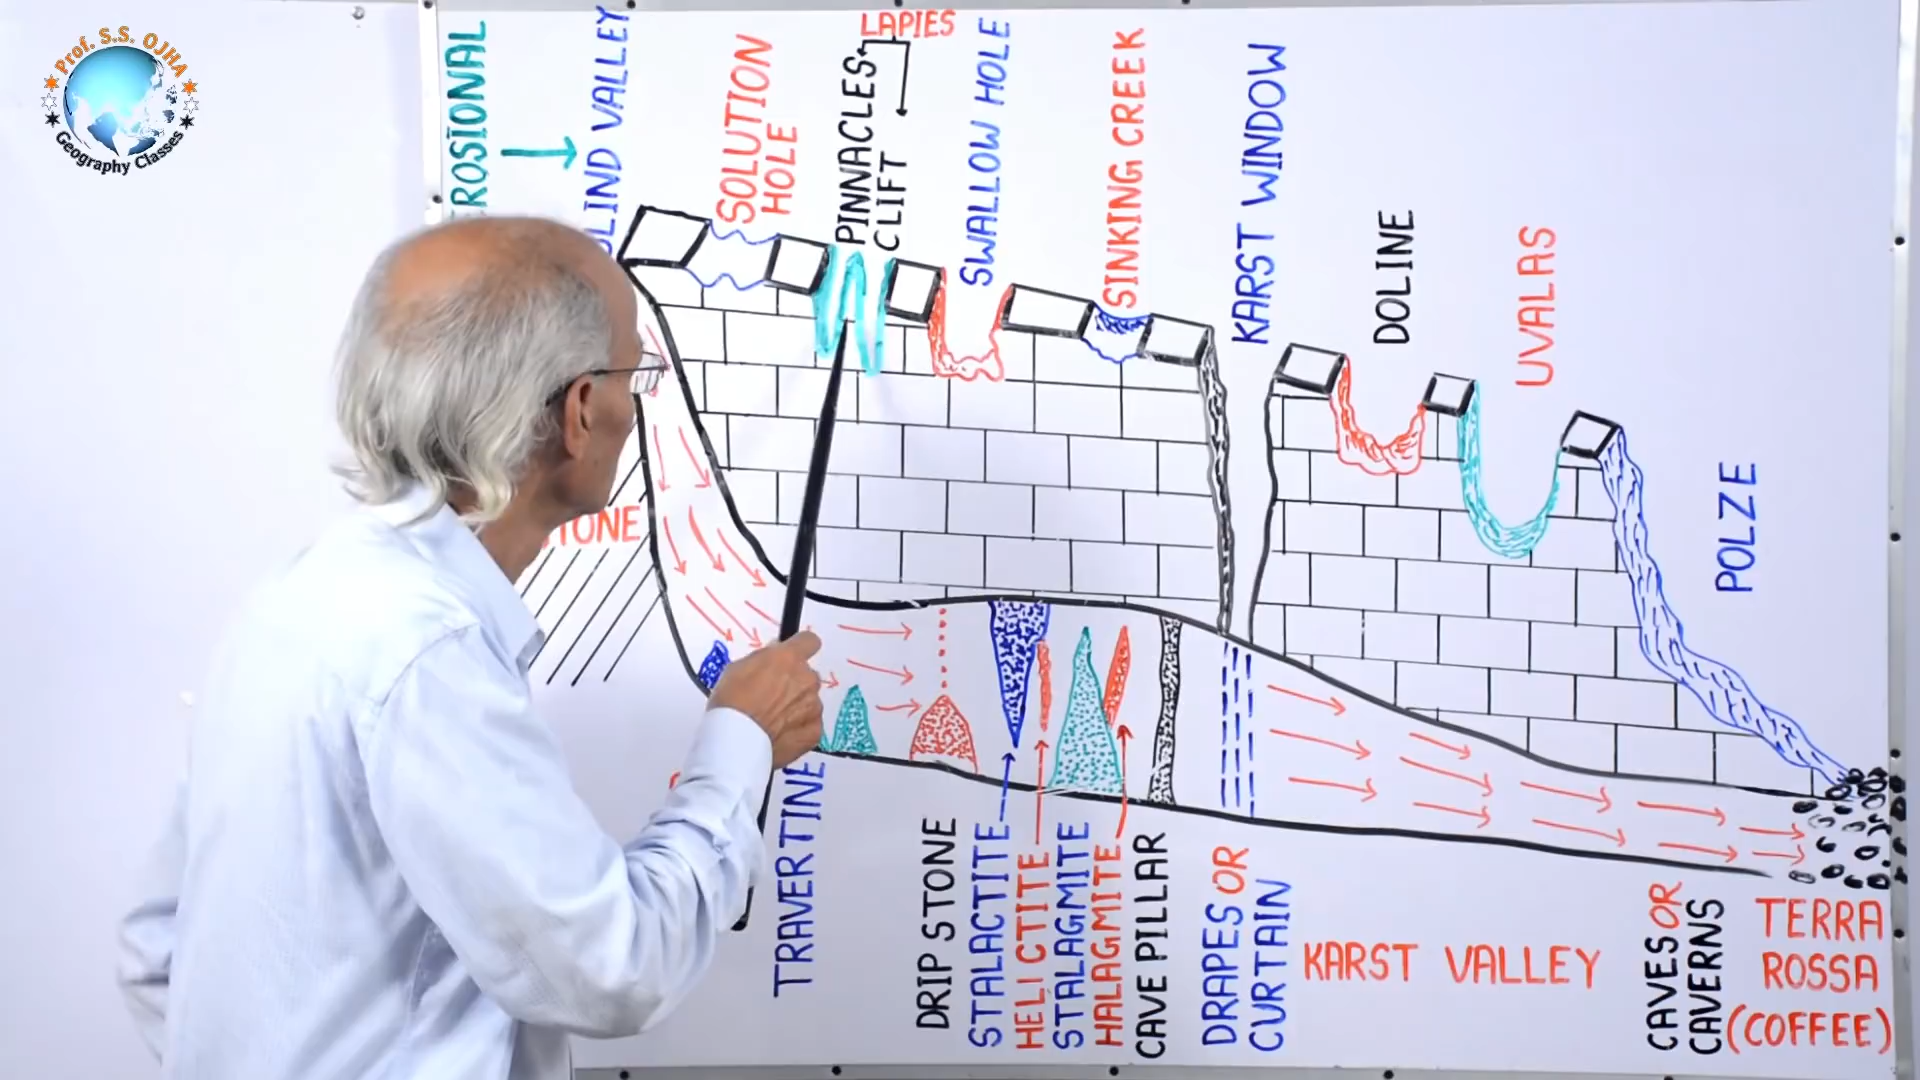 Prof. S.S. OJHA
Geography Classes
EROSIONAL
BLIND VALLEY
SOLUTION
HOLE
LAPIES
PINNACLES
CLIFT
SWALLOW HOLE
SINKING CREEK
KARST WINDOW
DOLINE
UVALAS
POLZE
TONE
TRAVERTINE
DRIP STONE
STALACTITE
HELICTITE
STALAGMITE
HALAGMITE
CAVE PILLAR
DRAPES OR
CURTAIN
KARST VALLEY
CAVES OR
CAVERNS
TERRA
ROSSA
(COFFEE)